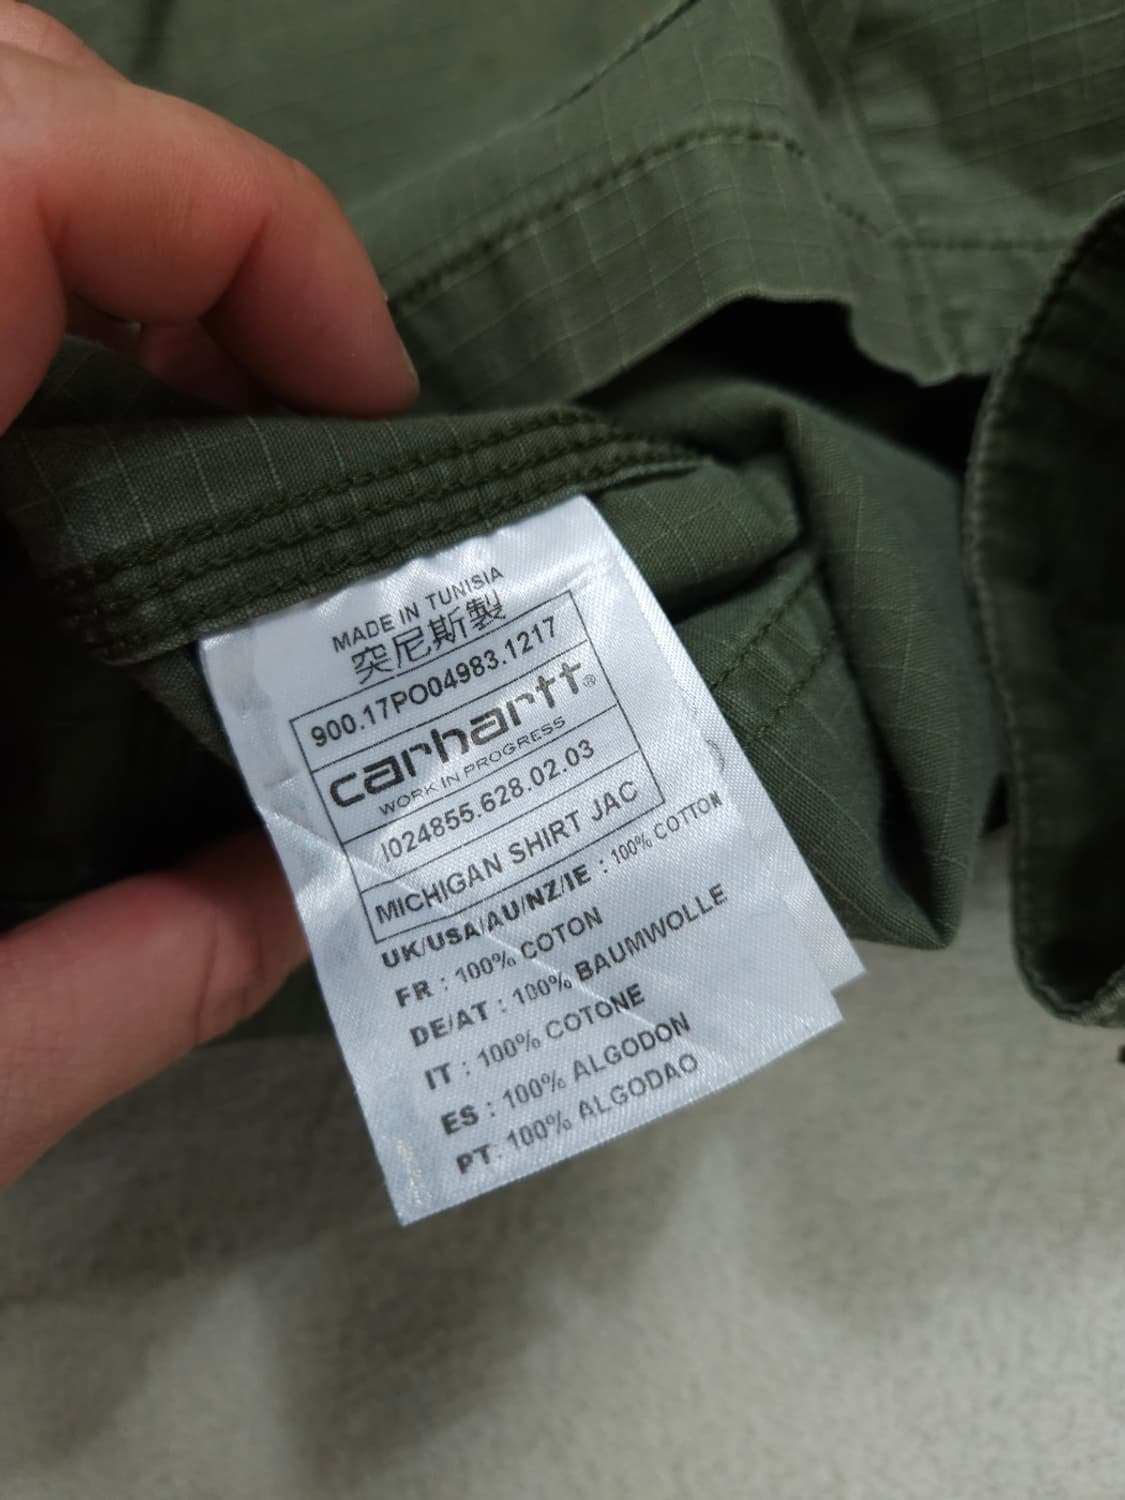 MADE IN TUNISIA
突尼斯製
900.17PO04983.1217
carhartt®
WORK IN PROGRESS
I024855.628.02.03
MICHIGAN SHIRT JAC
UK/USA/AU/NZ/IE : 100% COTTON
FR : 100% COTON
DE/AT : 100% BAUMWOLLE
IT : 100% COTONE
ES : 100% ALGODON
PT: 100% ALGODAO